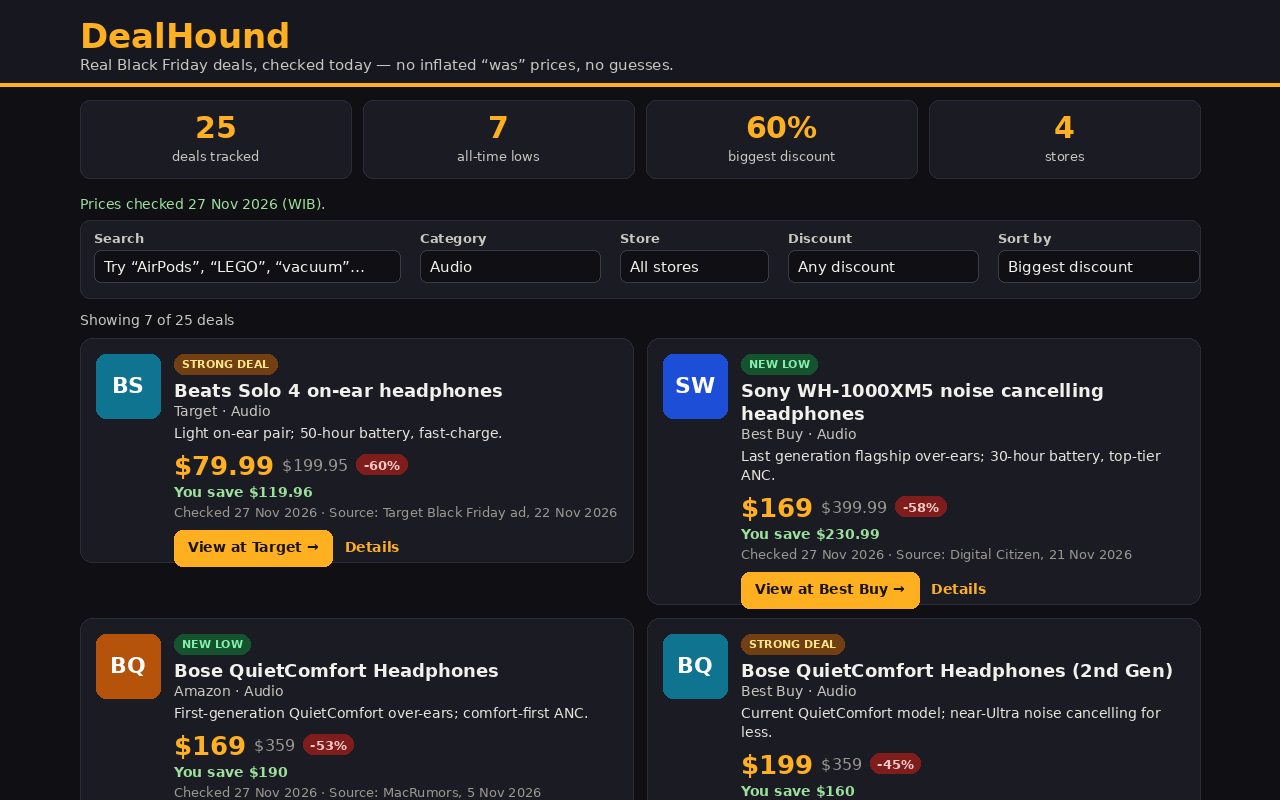 DealHound
Real Black Friday deals, checked today — no inflated “was” prices, no guesses.
25
deals tracked
7
all-time lows
60%
biggest discount
4
stores
Prices checked 27 Nov 2026 (WIB).
Search
Category
Store
Discount
Sort by
Try “AirPods”, “LEGO”, “vacuum”…
Audio
All stores
Any discount
Biggest discount
Showing 7 of 25 deals
BS
STRONG DEAL
Beats Solo 4 on-ear headphones
Target · Audio
Light on-ear pair; 50-hour battery, fast-charge.
$79.99 $199.95 -60%
You save $119.96
Checked 27 Nov 2026 · Source: Target Black Friday ad, 22 Nov 2026
View at Target → Details
SW
NEW LOW
Sony WH-1000XM5 noise cancelling
headphones
Best Buy · Audio
Last generation flagship over-ears; 30-hour battery, top-tier
ANC.
$169 $399.99 -58%
You save $230.99
Checked 27 Nov 2026 · Source: Digital Citizen, 21 Nov 2026
View at Best Buy → Details
BQ
NEW LOW
Bose QuietComfort Headphones
Amazon · Audio
First-generation QuietComfort over-ears; comfort-first ANC.
$169 $359 -53%
You save $190
Checked 27 Nov 2026 · Source: MacRumors, 5 Nov 2026
BQ
STRONG DEAL
Bose QuietComfort Headphones (2nd Gen)
Best Buy · Audio
Current QuietComfort model; near-Ultra noise cancelling for
less.
$199 $359 -45%
You save $160